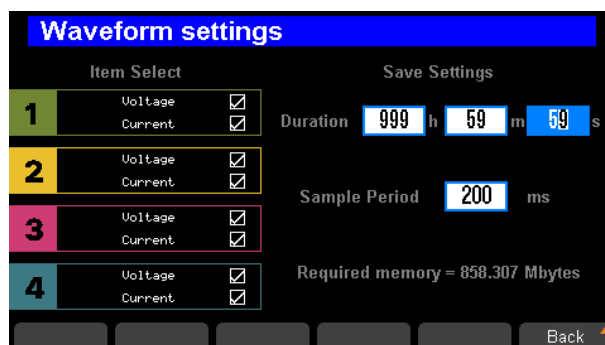 Waveform settings
Item Select
1
Voltage
Current
2
Voltage
Current
3
Voltage
Current
4
Voltage
Current
Save Settings
Duration 999 h 59 m 59 s
Sample Period 200 ms
Required memory = 858.307 Mbytes
Back